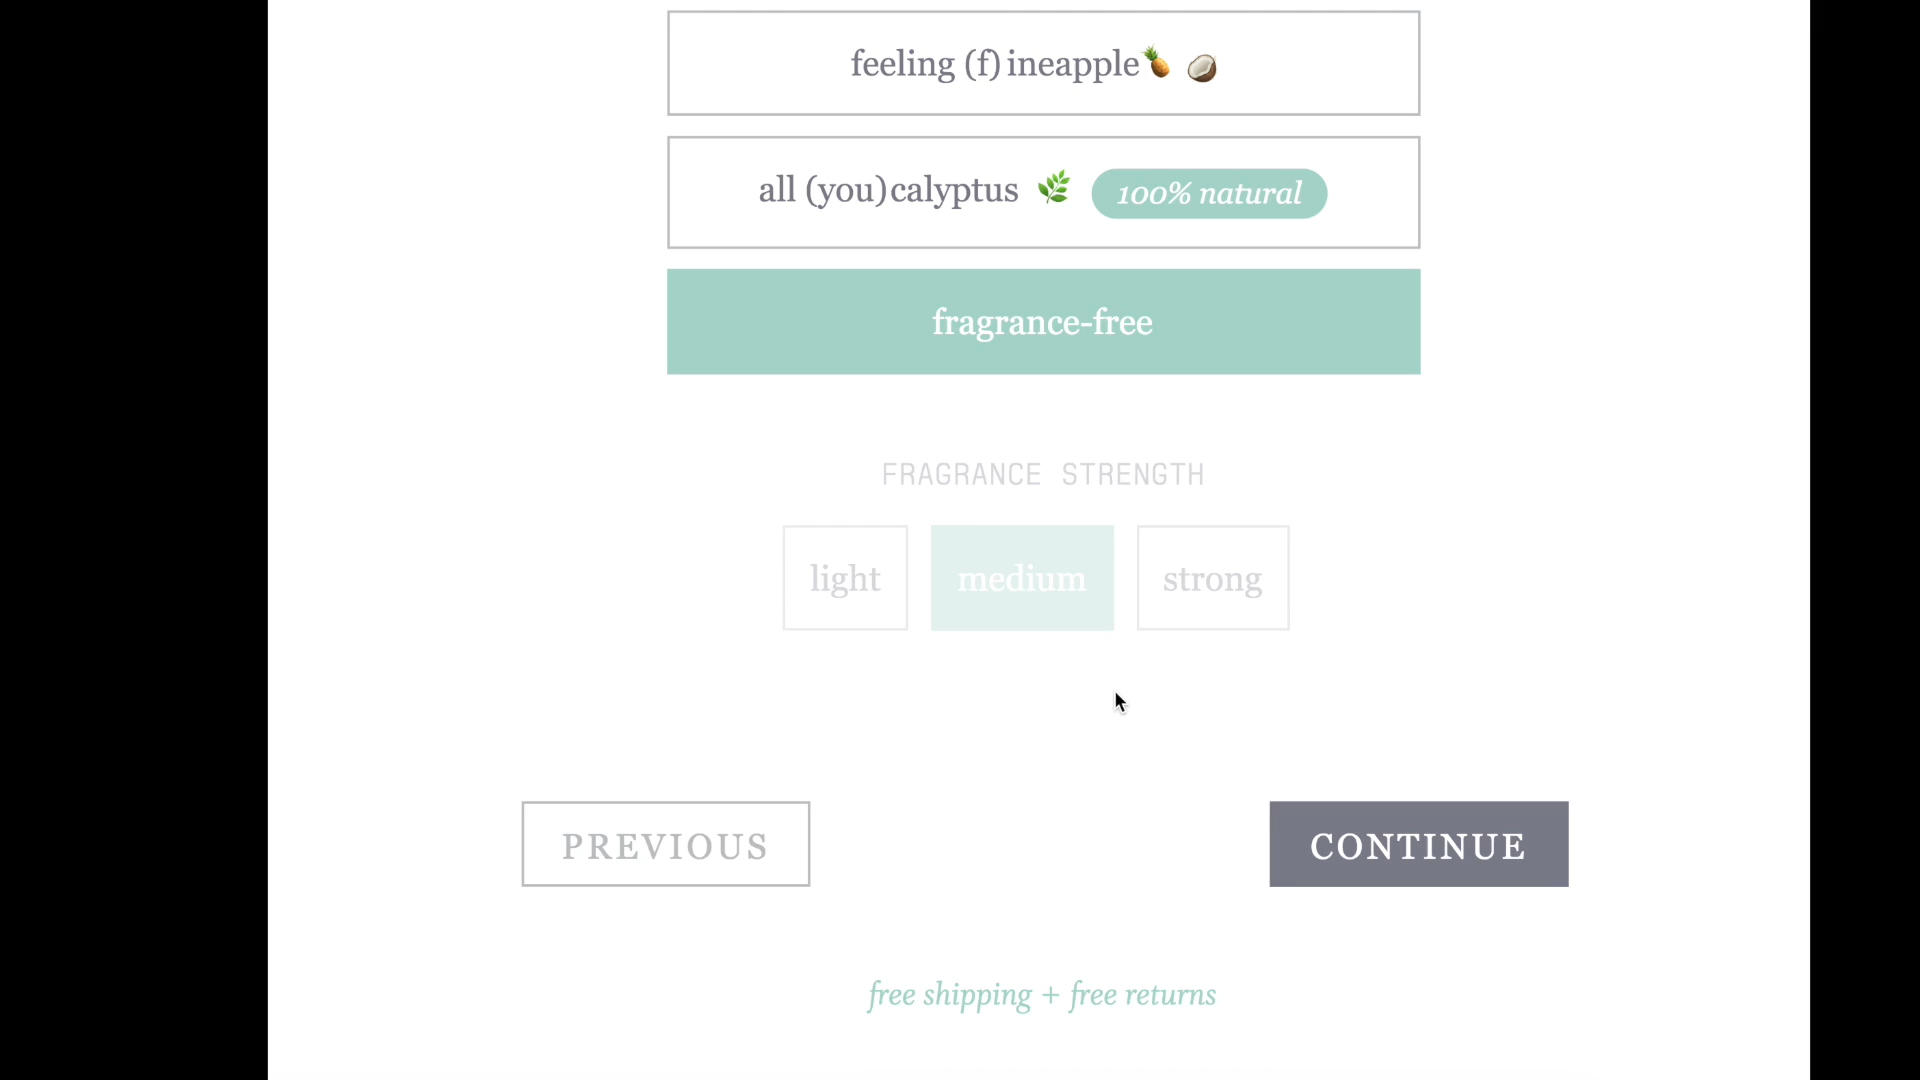 feeling (f)ineapple🍍 🥥
all (you)calyptus 🌿 100% natural
fragrance-free
FRAGRANCE STRENGTH
light medium strong
PREVIOUS CONTINUE
free shipping + free returns